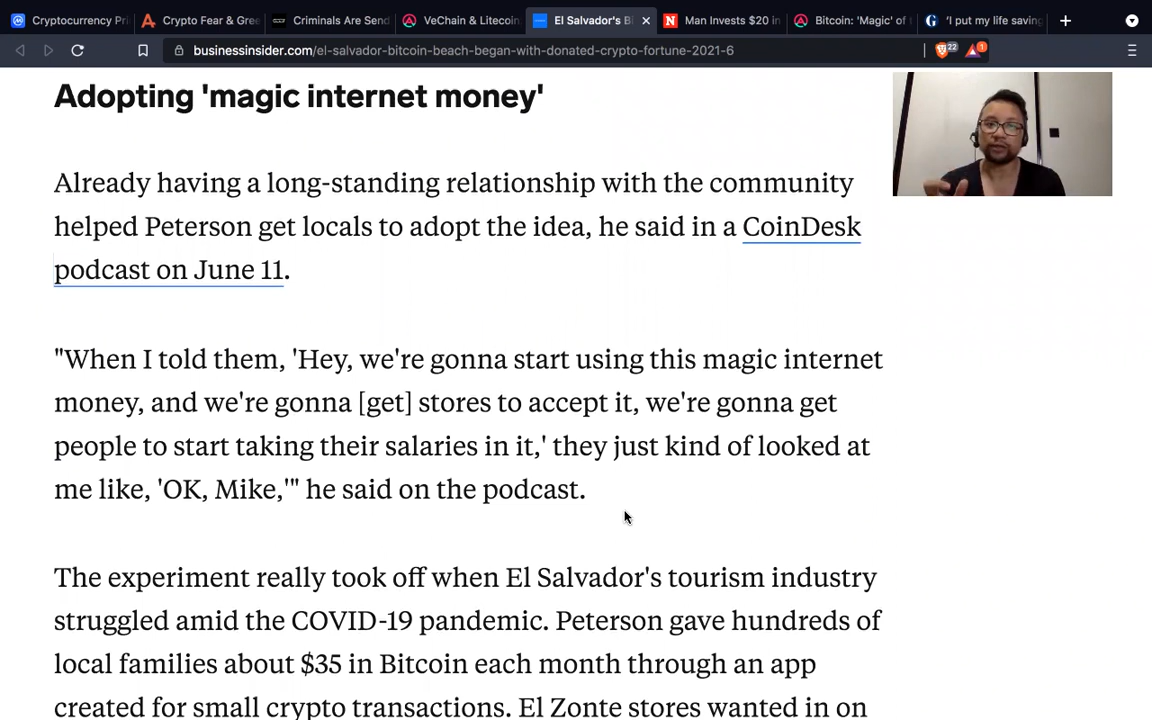 Cryptocurrency Pri
Crypto Fear & Gre
Criminals Are Send
VeChain & Litecoin
El Salvador's Bi
Man Invests $20 in
Bitcoin: 'Magic' of t
'I put my life saving
businessinsider.com/el-salvador-bitcoin-beach-began-with-donated-crypto-fortune-2021-6
22
1
Adopting 'magic internet money'
Already having a long-standing relationship with the community
helped Peterson get locals to adopt the idea, he said in a CoinDesk
podcast on June 11.
"When I told them, 'Hey, we're gonna start using this magic internet
money, and we're gonna [get] stores to accept it, we're gonna get
people to start taking their salaries in it,' they just kind of looked at
me like, 'OK, Mike,'" he said on the podcast.
The experiment really took off when El Salvador's tourism industry
struggled amid the COVID-19 pandemic. Peterson gave hundreds of
local families about $35 in Bitcoin each month through an app
created for small crypto transactions. El Zonte stores wanted in on